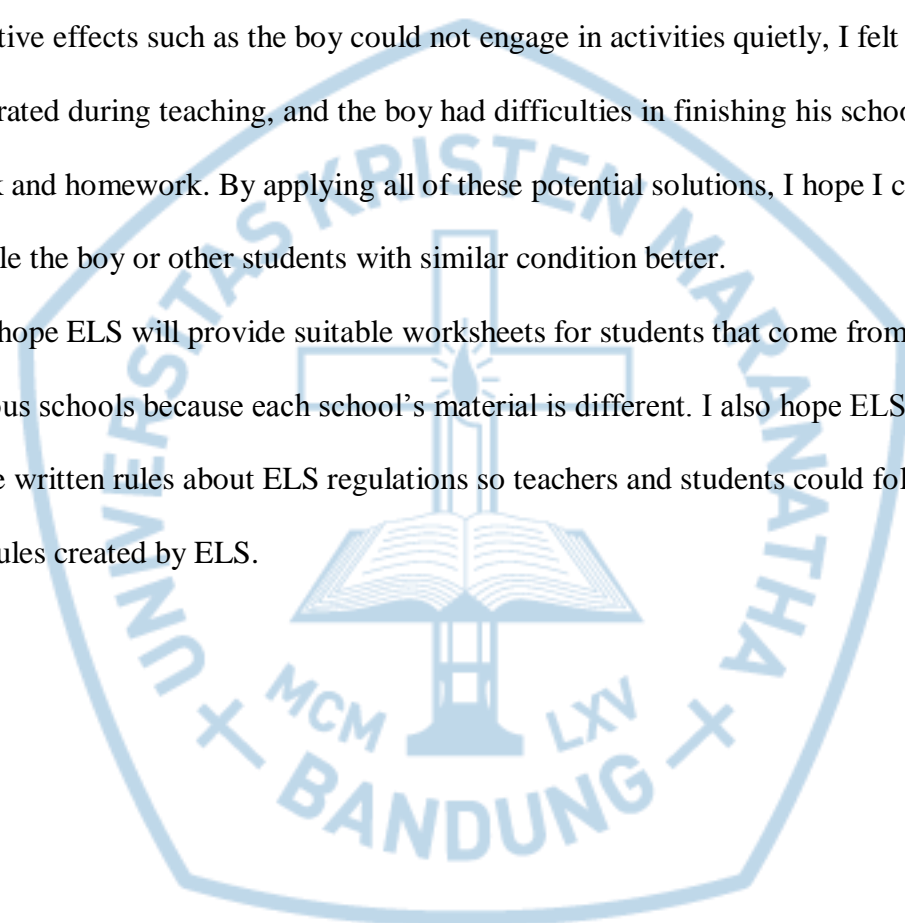 tive effects such as the boy could not engage in activities quietly, I felt
rated during teaching, and the boy had difficulties in finishing his schoo
k and homework. By applying all of these potential solutions, I hope I c
le the boy or other students with similar condition better.
hope ELS will provide suitable worksheets for students that come from
ous schools because each school's material is different. I also hope ELS
e written rules about ELS regulations so teachers and students could fol
ules created by ELS.
UNIVERSITAS KRISTEN MARANATHA
MCM LXV
BANDUNG